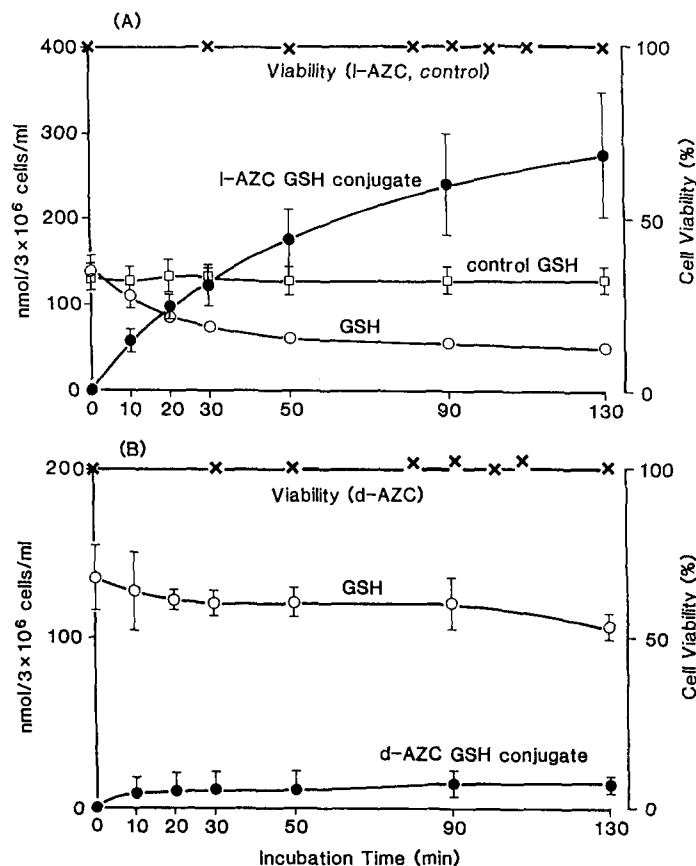 (A)
400
300
200
100
0
nmol/3×10⁶ cells/ml
100
50
0
Cell Viability (%)
Viability (l-AZC, control)
l-AZC GSH conjugate
control GSH
GSH
0 10 20 30 50 90 130
(B)
200
100
0
nmol/3×10⁶ cells/ml
100
50
0
Cell Viability (%)
Viability (d-AZC)
GSH
d-AZC GSH conjugate
0 10 20 30 50 90 130
Incubation Time (min)